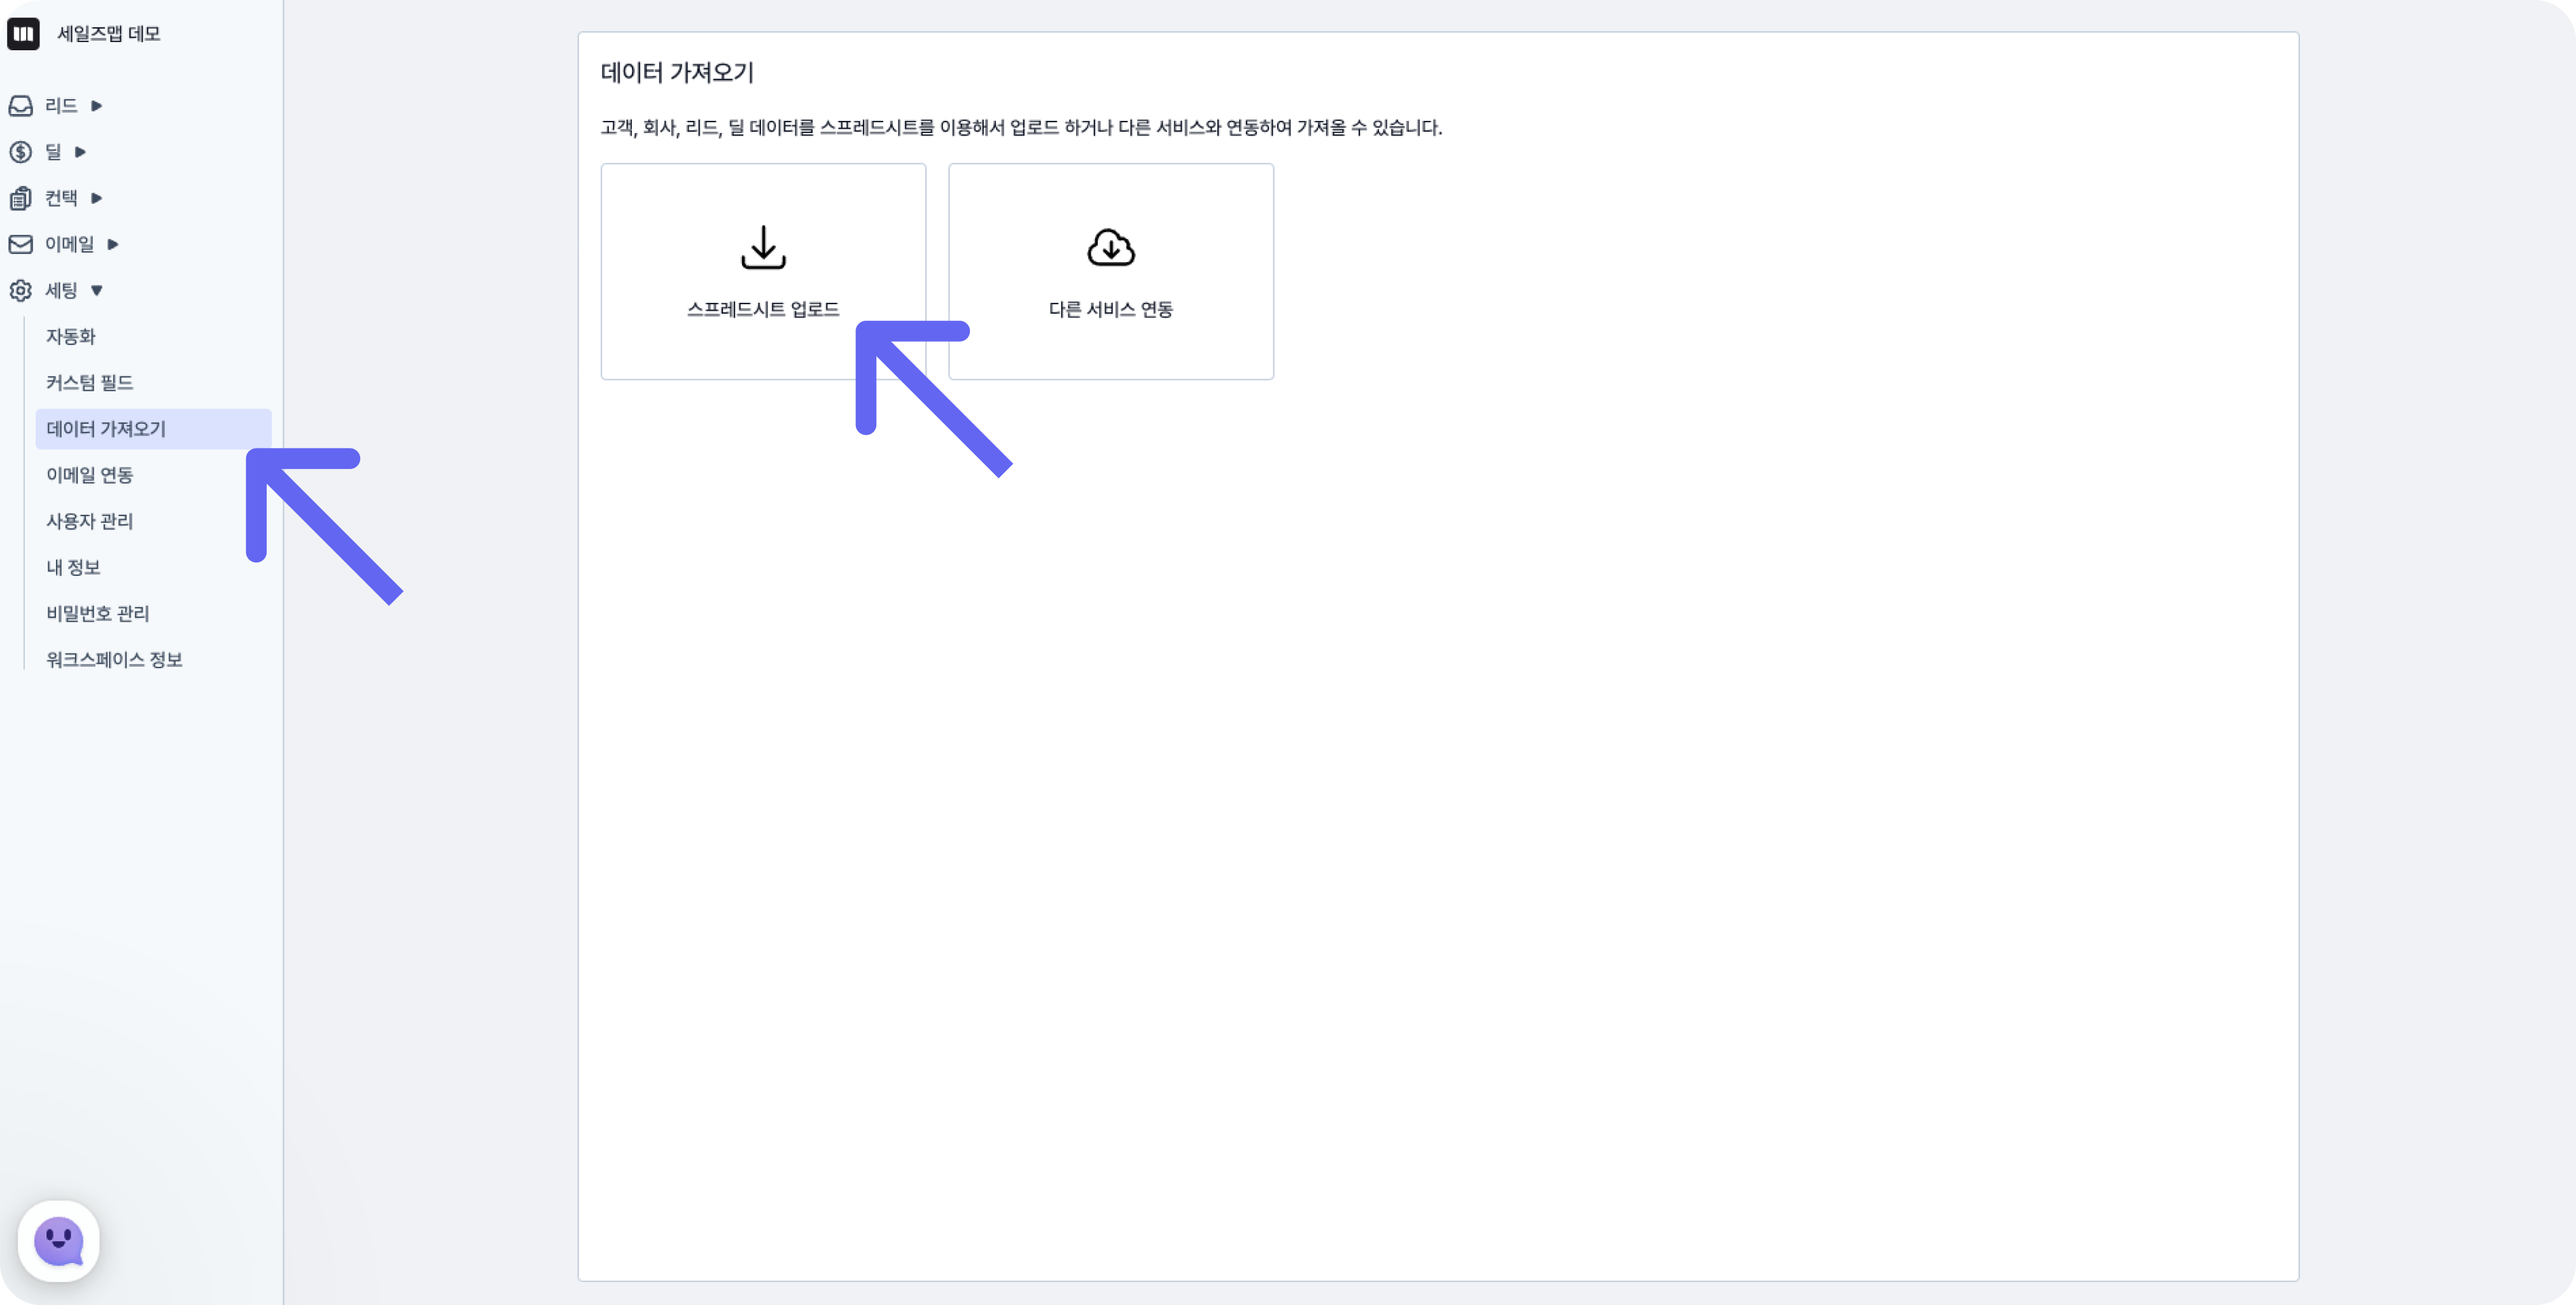 세일즈맵 데모
리드
딜
컨택
이메일
세팅
자동화
커스텀 필드
데이터 가져오기
이메일 연동
사용자 관리
내 정보
비밀번호 관리
워크스페이스 정보
데이터 가져오기
고객, 회사, 리드, 딜 데이터를 스프레드시트를 이용해서 업로드 하거나 다른 서비스와 연동하여 가져올 수 있습니다.
스프레드시트 업로드
다른 서비스 연동